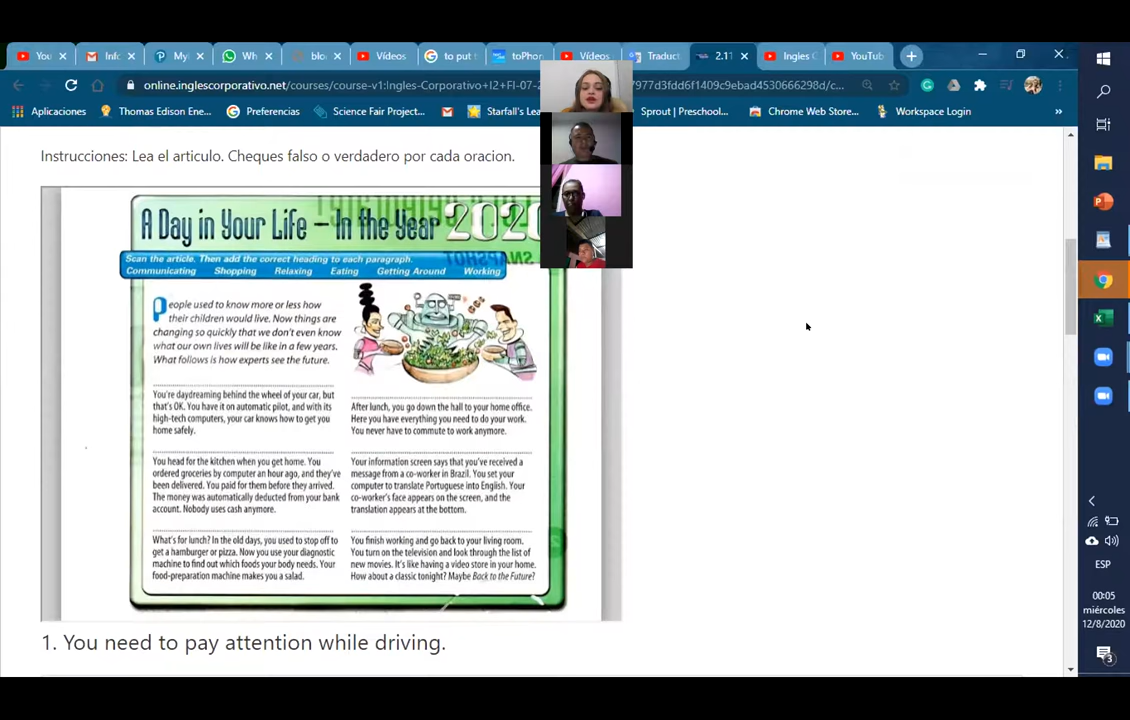 You
Info
My
Wh
blo
Vídeos
to put
toPho
Vídeos
Traduct
2.11
Ingles C
YouTub
online.inglescorporativo.net/courses/course-v1:Ingles-Corporativo+I2+FI-07-2
977d3fdd6f1409c9ebad4530666298d/c...
Aplicaciones
Thomas Edison Ene...
Preferencias
Science Fair Project...
Starfall's Lea
Sprout | Preschool...
Chrome Web Store...
Workspace Login
»
Instrucciones: Lea el articulo. Cheques falso o verdadero por cada oracion.
A Day in Your Life – In the Year 2020
Scan the article. Then add the correct heading to each paragraph.
Communicating Shopping Relaxing Eating Getting Around Working
People used to know more or less how
their children would live. Now things are
changing so quickly that we don't even know
what our own lives will be like in a few years.
What follows is how experts see the future.
You're daydreaming behind the wheel of your car, but
that's OK. You have it on automatic pilot, and with its
high-tech computers, your car knows how to get you
home safely.
You head for the kitchen when you get home. You
ordered groceries by computer an hour ago, and they've
been delivered. You paid for them before they arrived.
The money was automatically deducted from your bank
account. Nobody uses cash anymore.
What's for lunch? In the old days, you used to stop off to
get a hamburger or pizza. Now you use your diagnostic
machine to find out which foods your body needs. Your
food-preparation machine makes you a salad.
After lunch, you go down the hall to your home office.
Here you have everything you need to do your work.
You never have to commute to work anymore.
Your information screen says that you've received a
message from a co-worker in Brazil. You set your
computer to translate Portuguese into English. Your
co-worker's face appears on the screen, and the
translation appears at the bottom.
You finish working and go back to your living room.
You turn on the television and look through the list of
new movies. It's like having a video store in your home.
How about a classic tonight? Maybe Back to the Future?
1. You need to pay attention while driving.
ESP
00:05
miércoles
12/8/2020
3